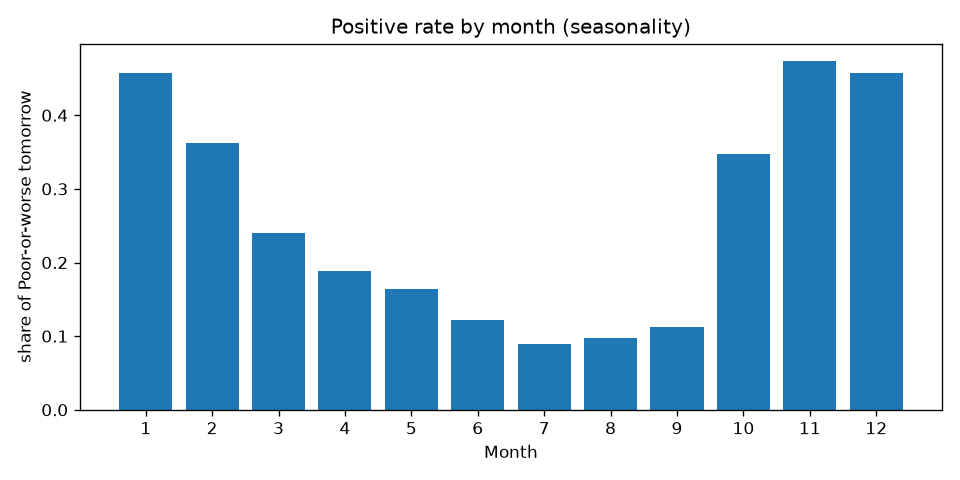 Positive rate by month (seasonality)
share of Poor-or-worse tomorrow
0.4
0.3
0.2
0.1
0.0
1 2 3 4 5 6 7 8 9 10 11 12
Month